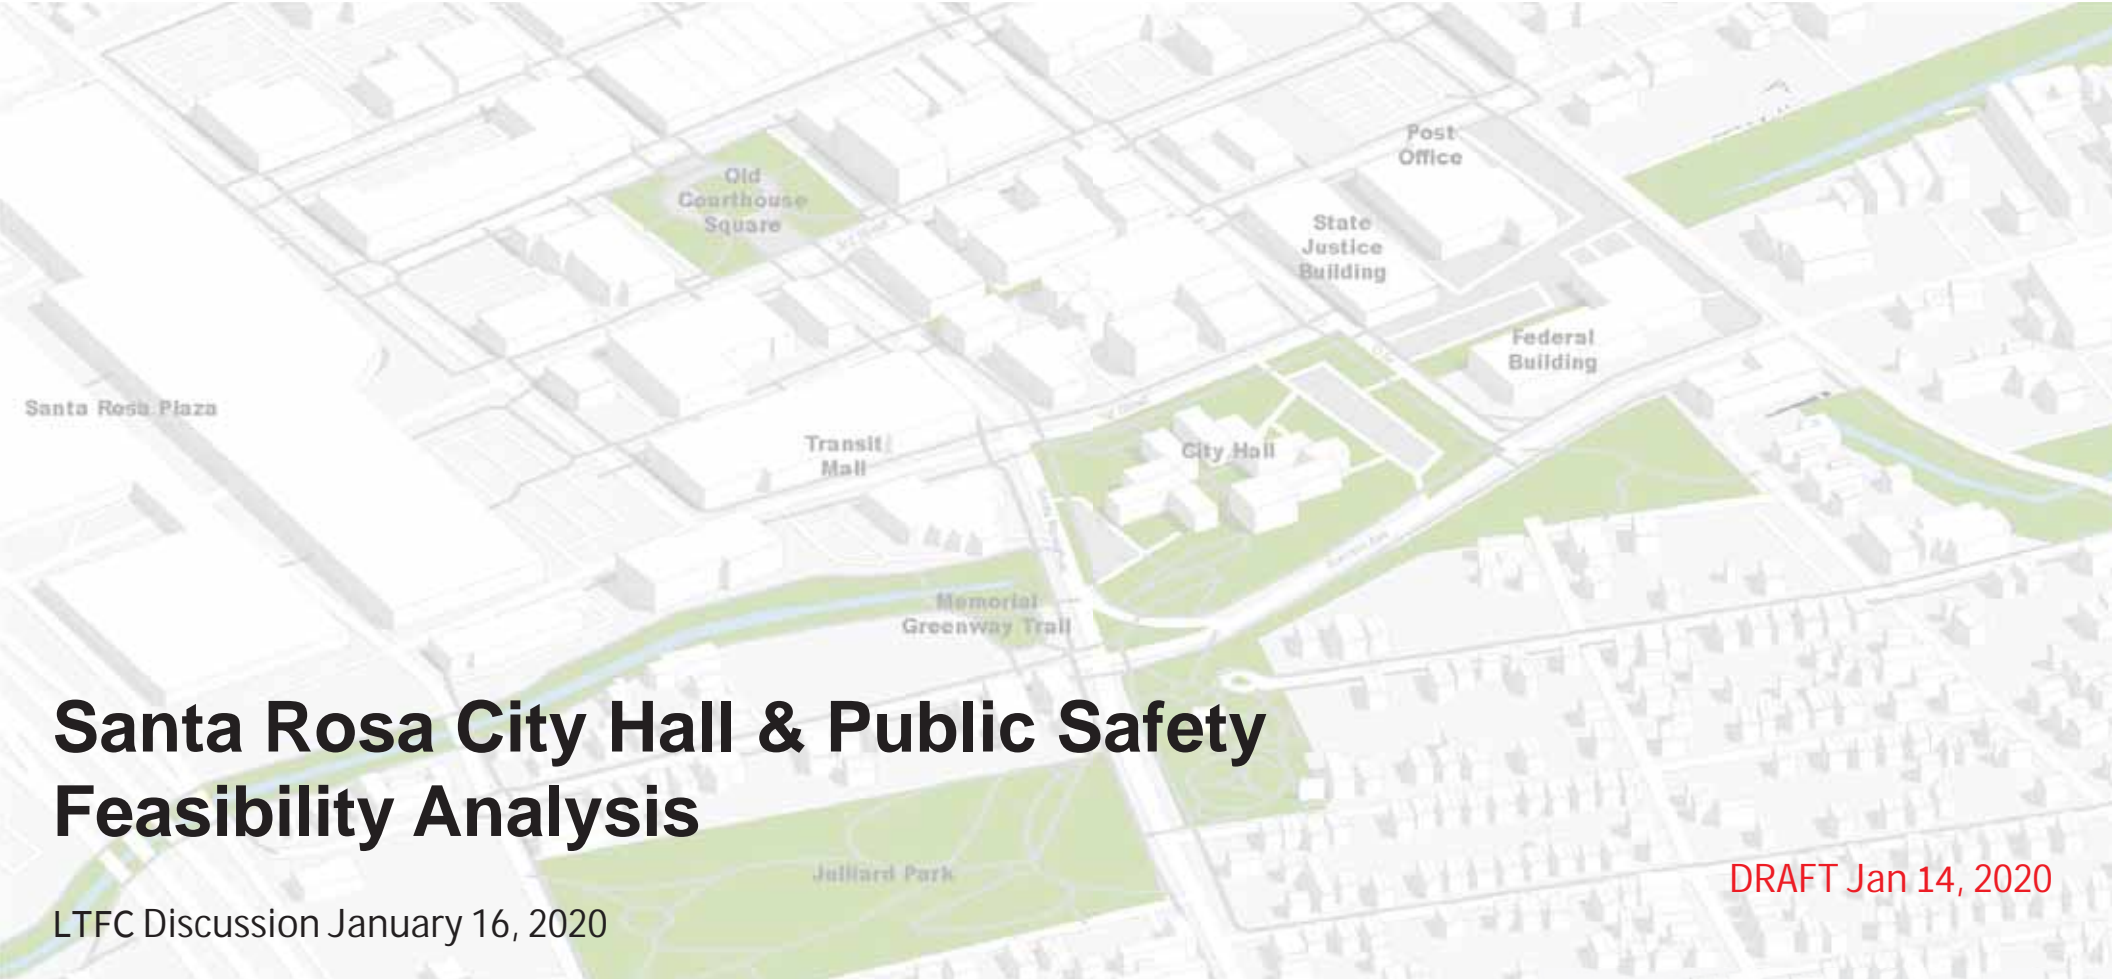 Post
Office
Old
Courthouse
Square
3rd Street
State
Justice
Building
Federal
Building
Santa Rosa Plaza
Transit
Mall
City Hall
Memorial
Greenway Trail
Santa Rosa City Hall & Public Safety
Feasibility Analysis
Julliard Park
DRAFT Jan 14, 2020
LTFC Discussion January 16, 2020